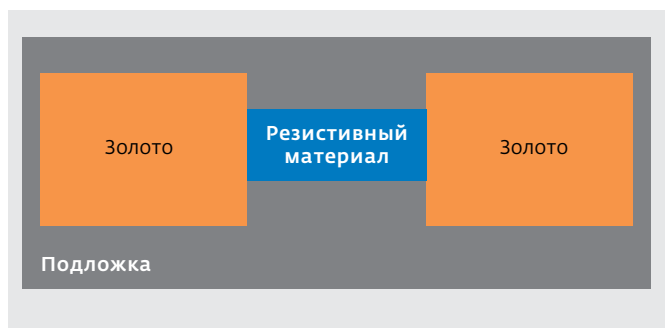 Золото
Резистивный
материал
Золото
Подложка